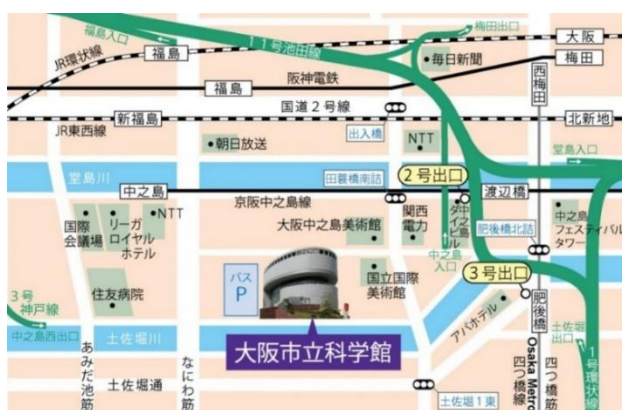 福島入口
11号池田線
梅田出口
大阪
JR環状線
福島
毎日新聞
梅田
阪神電鉄
福島
西梅田
国道2号線
新福島
JR東西線
出入橋
北新地
朝日放送
NTT
堂島入口
堂島川
田蓑橋南詰
2号出口
中之島
京阪中之島線
渡辺橋
国際
会議場
リーガ
ロイヤル
ホテル
NTT
大阪中之島美術館
関西
電力
中之島
ダイビル
中之島
入口
肥後橋北詰
中之島
フェスティバル
タワー
3号
神戸線
住友病院
バス
P
国立国際
美術館
3号出口
中之島西出口
土佐堀川
大阪市立科学館
アパホテル
肥後橋
土佐堀
出口
あみだ池筋
土佐堀通
なにわ筋
土佐堀1東
Osaka Metro
四つ橋線
四つ橋筋
1号環状線